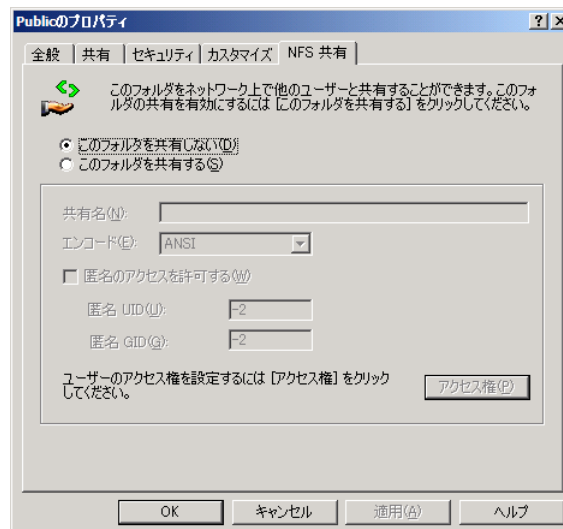 Publicのプロパティ
全般 共有 セキュリティ カスタマイズ NFS 共有
このフォルダをネットワーク上で他のユーザーと共有することができます。このフォ
ルダの共有を有効にするには [このフォルダを共有する] をクリックしてください。
このフォルダを共有しない(D)
このフォルダを共有する(S)
共有名(N):
エンコード(E): ANSI
匿名のアクセスを許可する(W)
匿名 UID(U): -2
匿名 GID(G): -2
ユーザーのアクセス権を設定するには [アクセス権] をクリック
してください。
アクセス権(P)
OK キャンセル 適用(A) ヘルプ